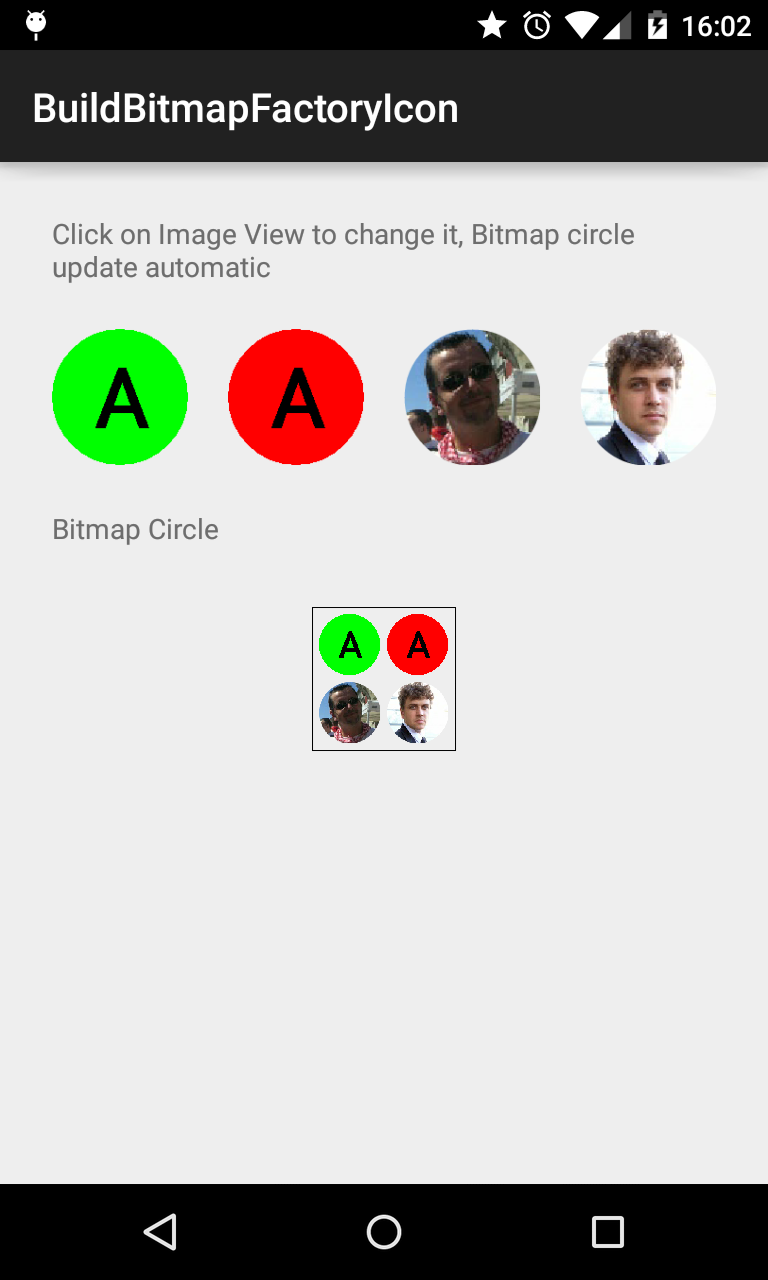 16:02
BuildBitmapFactoryIcon
Click on Image View to change it, Bitmap circle
update automatic
A A
Bitmap Circle
A A